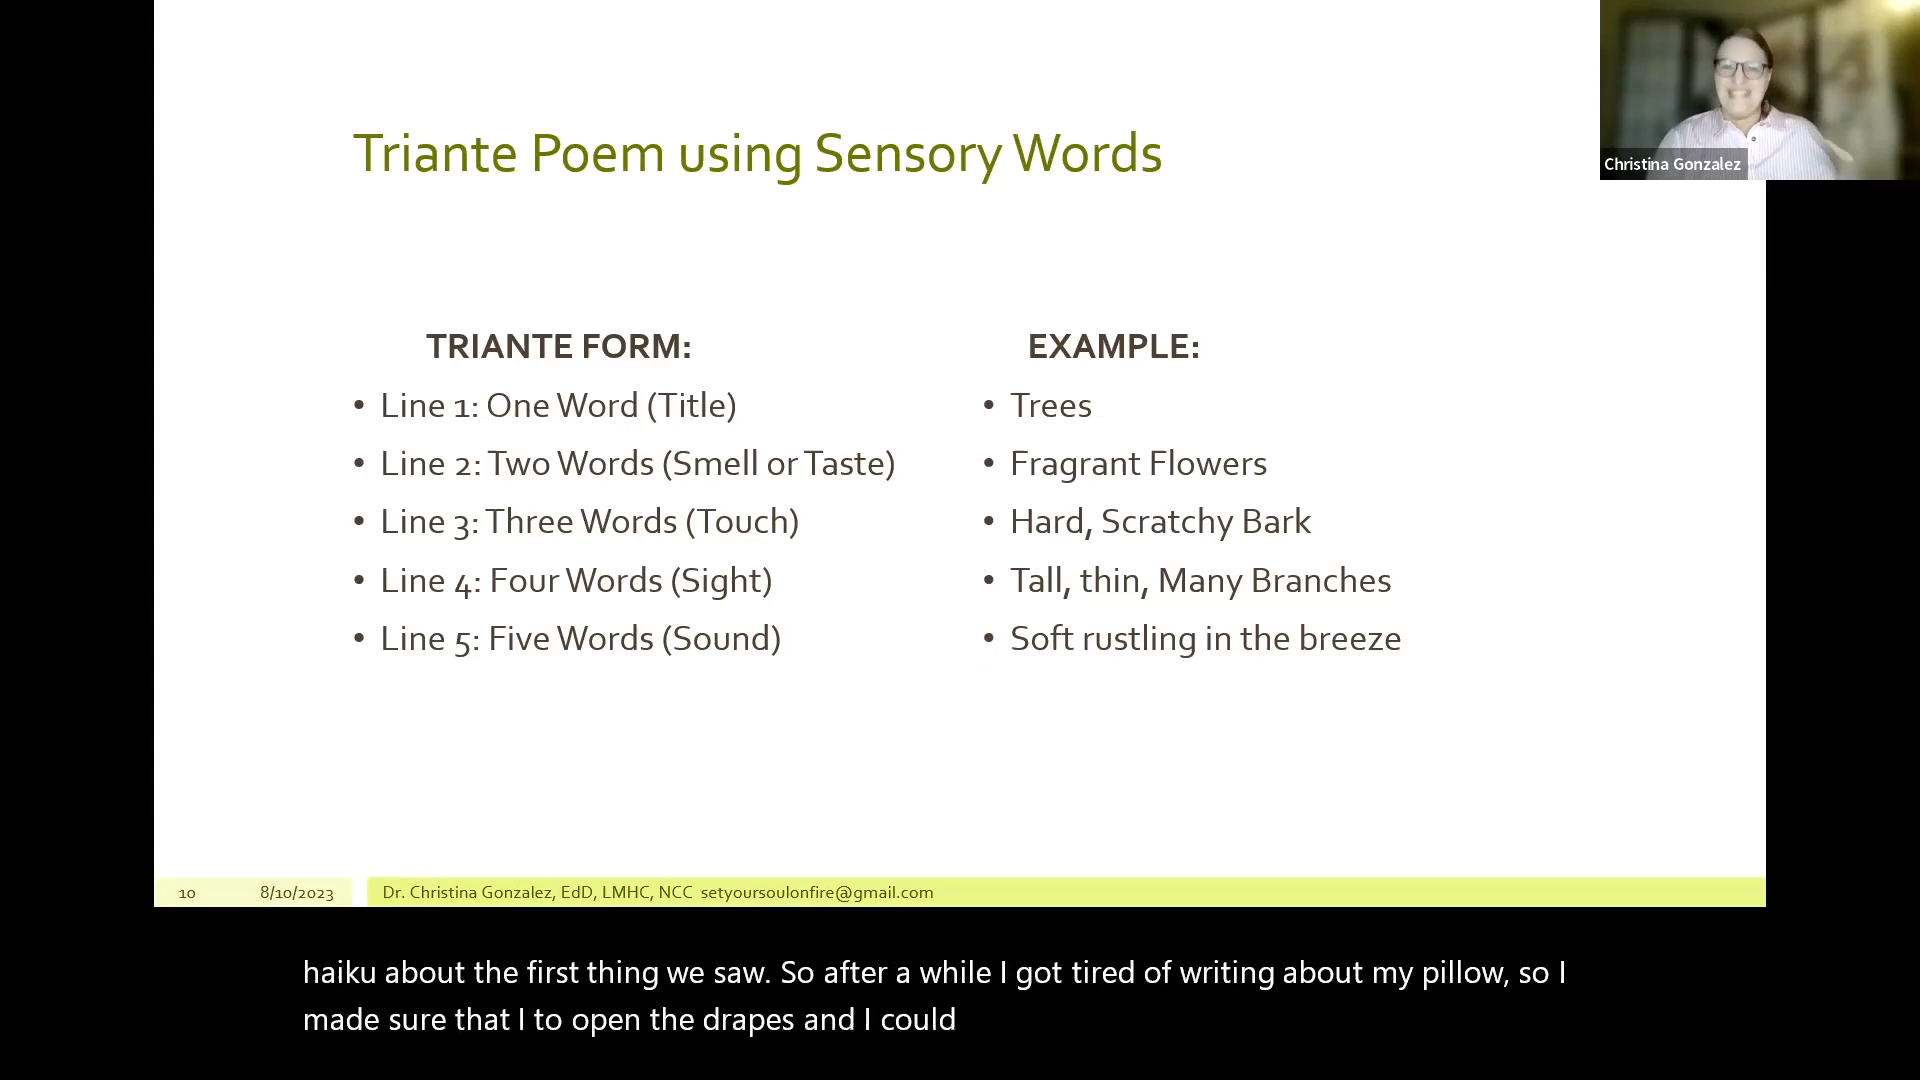 Triante Poem using Sensory Words
Christina Gonzalez
TRIANTE FORM:
• Line 1: One Word (Title)
• Line 2: Two Words (Smell or Taste)
• Line 3: Three Words (Touch)
• Line 4: Four Words (Sight)
• Line 5: Five Words (Sound)
EXAMPLE:
• Trees
• Fragrant Flowers
• Hard, Scratchy Bark
• Tall, thin, Many Branches
• Soft rustling in the breeze
10 8/10/2023 Dr. Christina Gonzalez, EdD, LMHC, NCC setyoursoulonfire@gmail.com
haiku about the first thing we saw. So after a while I got tired of writing about my pillow, so I
made sure that I to open the drapes and I could